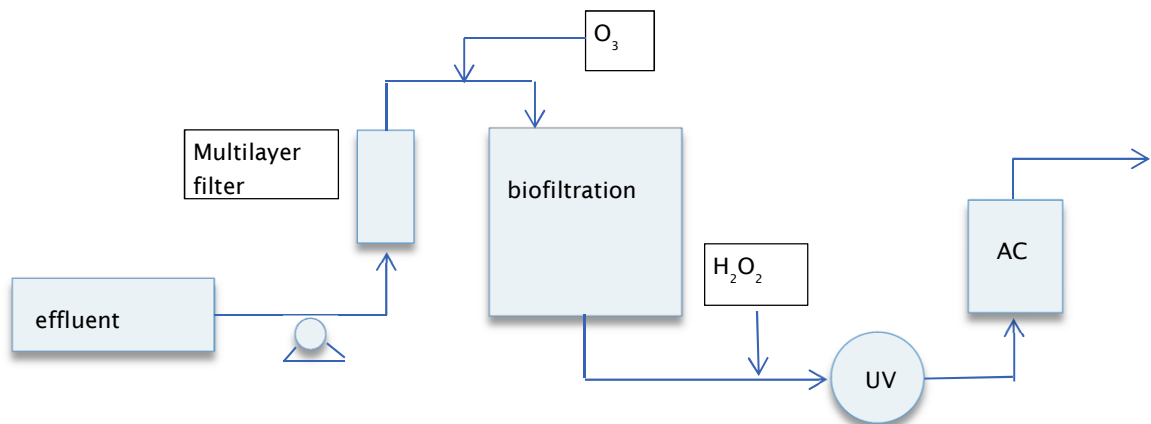 O₃
Multilayer
filter
biofiltration
H₂O₂
AC
effluent
UV